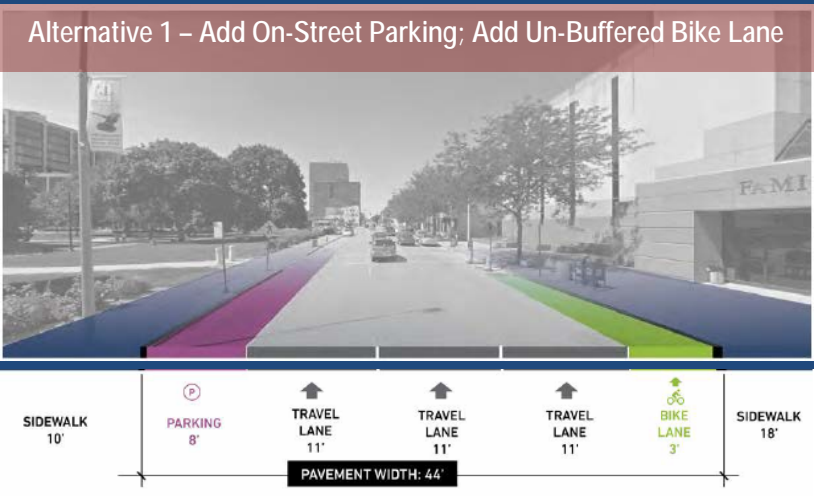 Alternative 1 – Add On-Street Parking; Add Un-Buffered Bike Lane
FAMI
SIDEWALK
10'
P
PARKING
8'
TRAVEL
LANE
11'
TRAVEL
LANE
11'
TRAVEL
LANE
11'
BIKE
LANE
3'
SIDEWALK
18'
PAVEMENT WIDTH: 44'